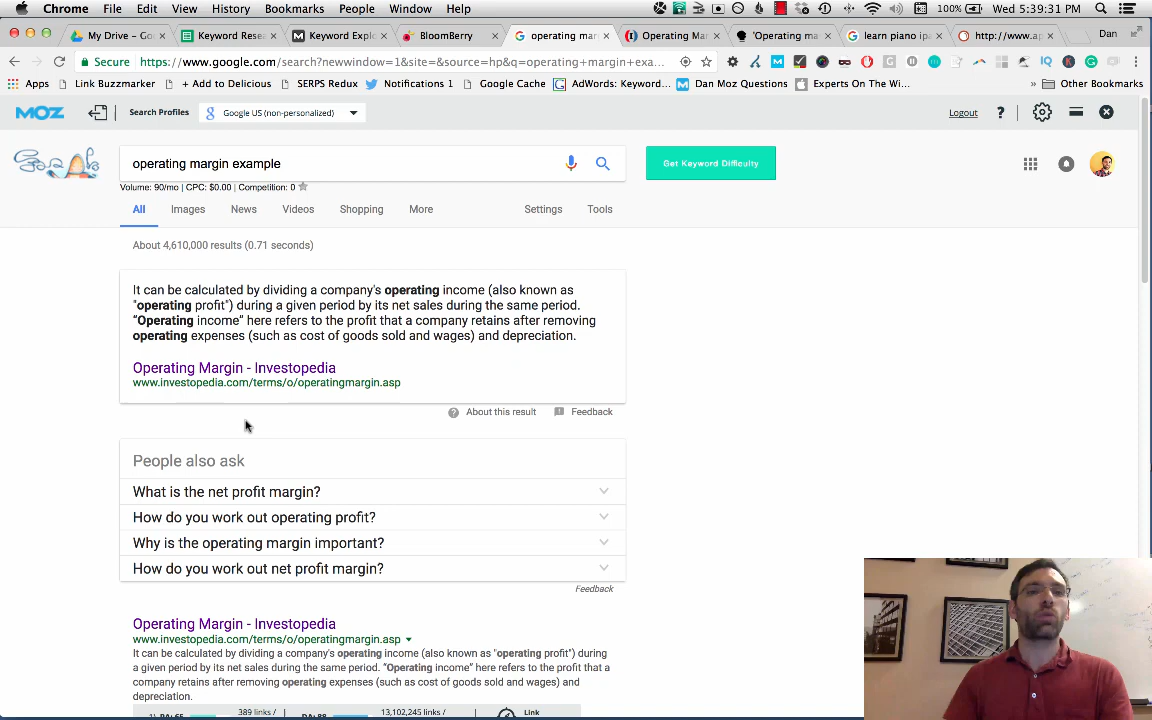 Chrome File Edit View History Bookmarks People Window Help 100% Wed 5:39:31 PM
My Drive – Go × Keyword Resea × Keyword Explo × BloomBerry × operating mar × Operating Mar × 'Operating ma × learn piano ipa × http://www.ap × Dan
Secure https://www.google.com/search?newwindow=1&site=&source=hp&q=operating+margin+exa...
Apps Link Buzzmarker + Add to Delicious SERPS Redux Notifications 1 Google Cache AdWords: Keyword... Dan Moz Questions Experts On The Wi... » Other Bookmarks
MOZ Search Profiles Google US (non-personalized) Logout ?
operating margin example Get Keyword Difficulty
Volume: 90/mo | CPC: $0.00 | Competition: 0
All Images News Videos Shopping More Settings Tools
About 4,610,000 results (0.71 seconds)
It can be calculated by dividing a company's operating income (also known as
"operating profit") during a given period by its net sales during the same period.
“Operating income” here refers to the profit that a company retains after removing
operating expenses (such as cost of goods sold and wages) and depreciation.
Operating Margin - Investopedia
www.investopedia.com/terms/o/operatingmargin.asp
About this result Feedback
People also ask
What is the net profit margin?
How do you work out operating profit?
Why is the operating margin important?
How do you work out net profit margin?
Feedback
Operating Margin - Investopedia
www.investopedia.com/terms/o/operatingmargin.asp
It can be calculated by dividing a company's operating income (also known as "operating profit") during
a given period by its net sales during the same period. “Operating income” here refers to the profit that a
company retains after removing operating expenses (such as cost of goods sold and wages) and
depreciation.
389 links / 13,102,245 links / Link